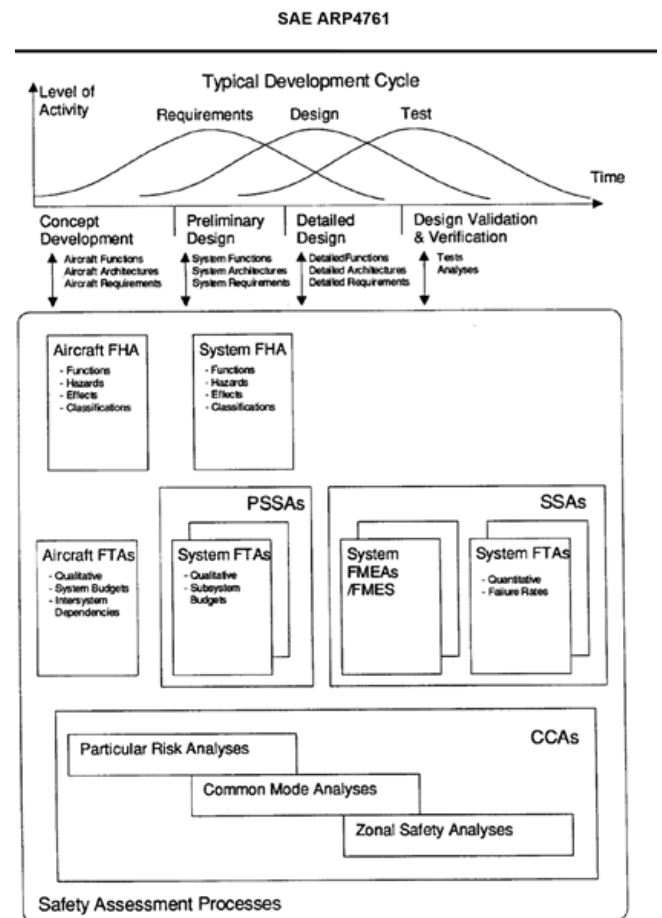 SAE ARP4761
Typical Development Cycle
Level of
Activity
Requirements
Design
Test
Time
Concept
Development
Preliminary
Design
Detailed
Design
Design Validation
& Verification
Aircraft Functions
Aircraft Architectures
Aircraft Requirements
System Functions
System Architectures
System Requirements
DetailedFunctions
Detailed Architectures
Detailed Requirements
Tests
Analyses
Aircraft FHA
- Functions
- Hazards
- Effects
- Classifications
System FHA
- Functions
- Hazards
- Effects
- Classifications
PSSAs
SSAs
Aircraft FTAs
- Qualitative
- System Budgets
- Intersystem
Dependencies
System FTAs
- Qualitative
- Subsystem
Budgets
System
FMEAs
/FMES
System FTAs
- Quantitative
- Failure Rates
CCAs
Particular Risk Analyses
Common Mode Analyses
Zonal Safety Analyses
Safety Assessment Processes